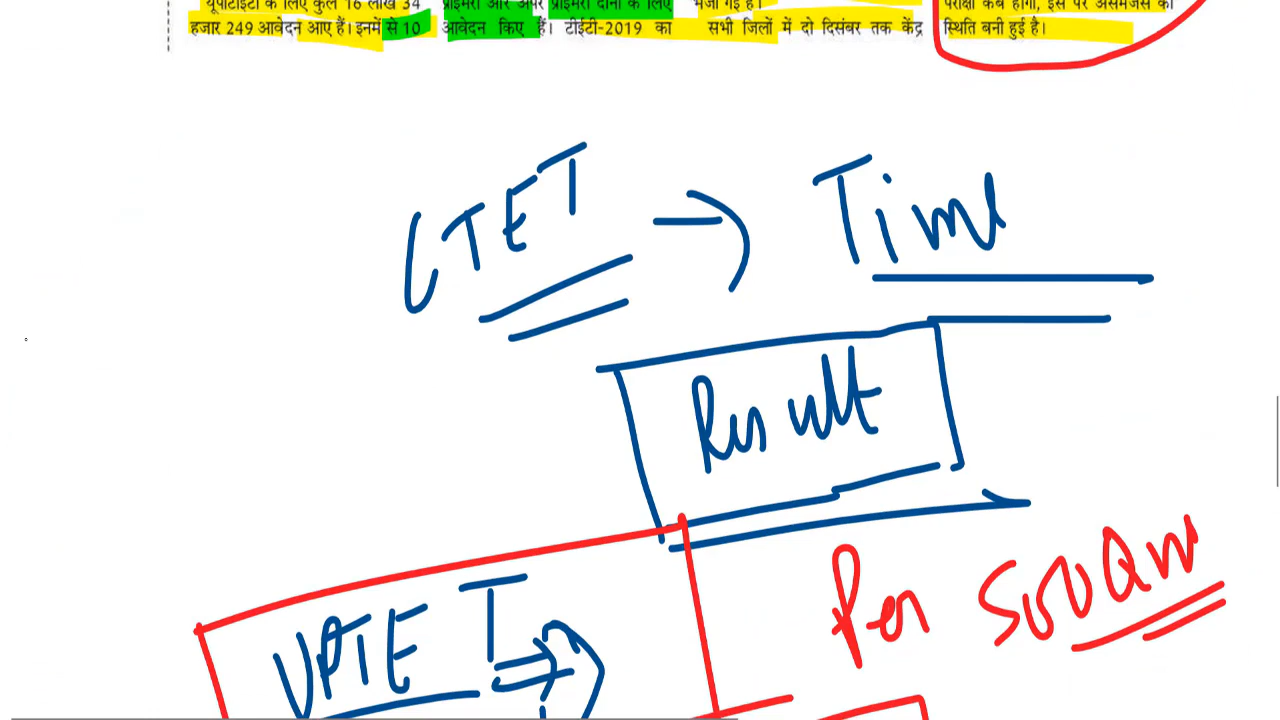 यूपीटीईटी के लिए कुल 16 लाख 34 प्राइमरी और अपर प्राइमरी दोनों के लिए भेजी गई है। परीक्षा कब होगी, इस पर असमंजस की
हजार 249 आवेदन आए हैं। इनमें से 10 आवेदन किए हैं। टीईटी-2019 का सभी जिलों में दो दिसंबर तक केंद्र स्थिति बनी हुई है।
CTET → Time
Result
Per
UPTET